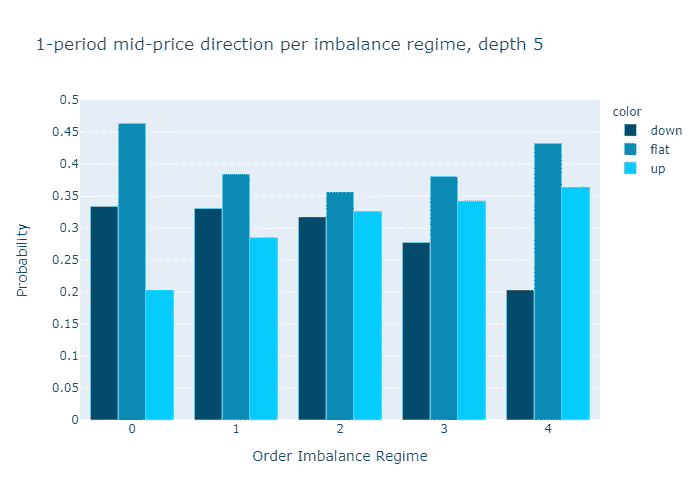 1-period mid-price direction per imbalance regime, depth 5
color
down
flat
up
Probability
0.5
0.45
0.4
0.35
0.3
0.25
0.2
0.15
0.1
0.05
0
0 1 2 3 4
Order Imbalance Regime